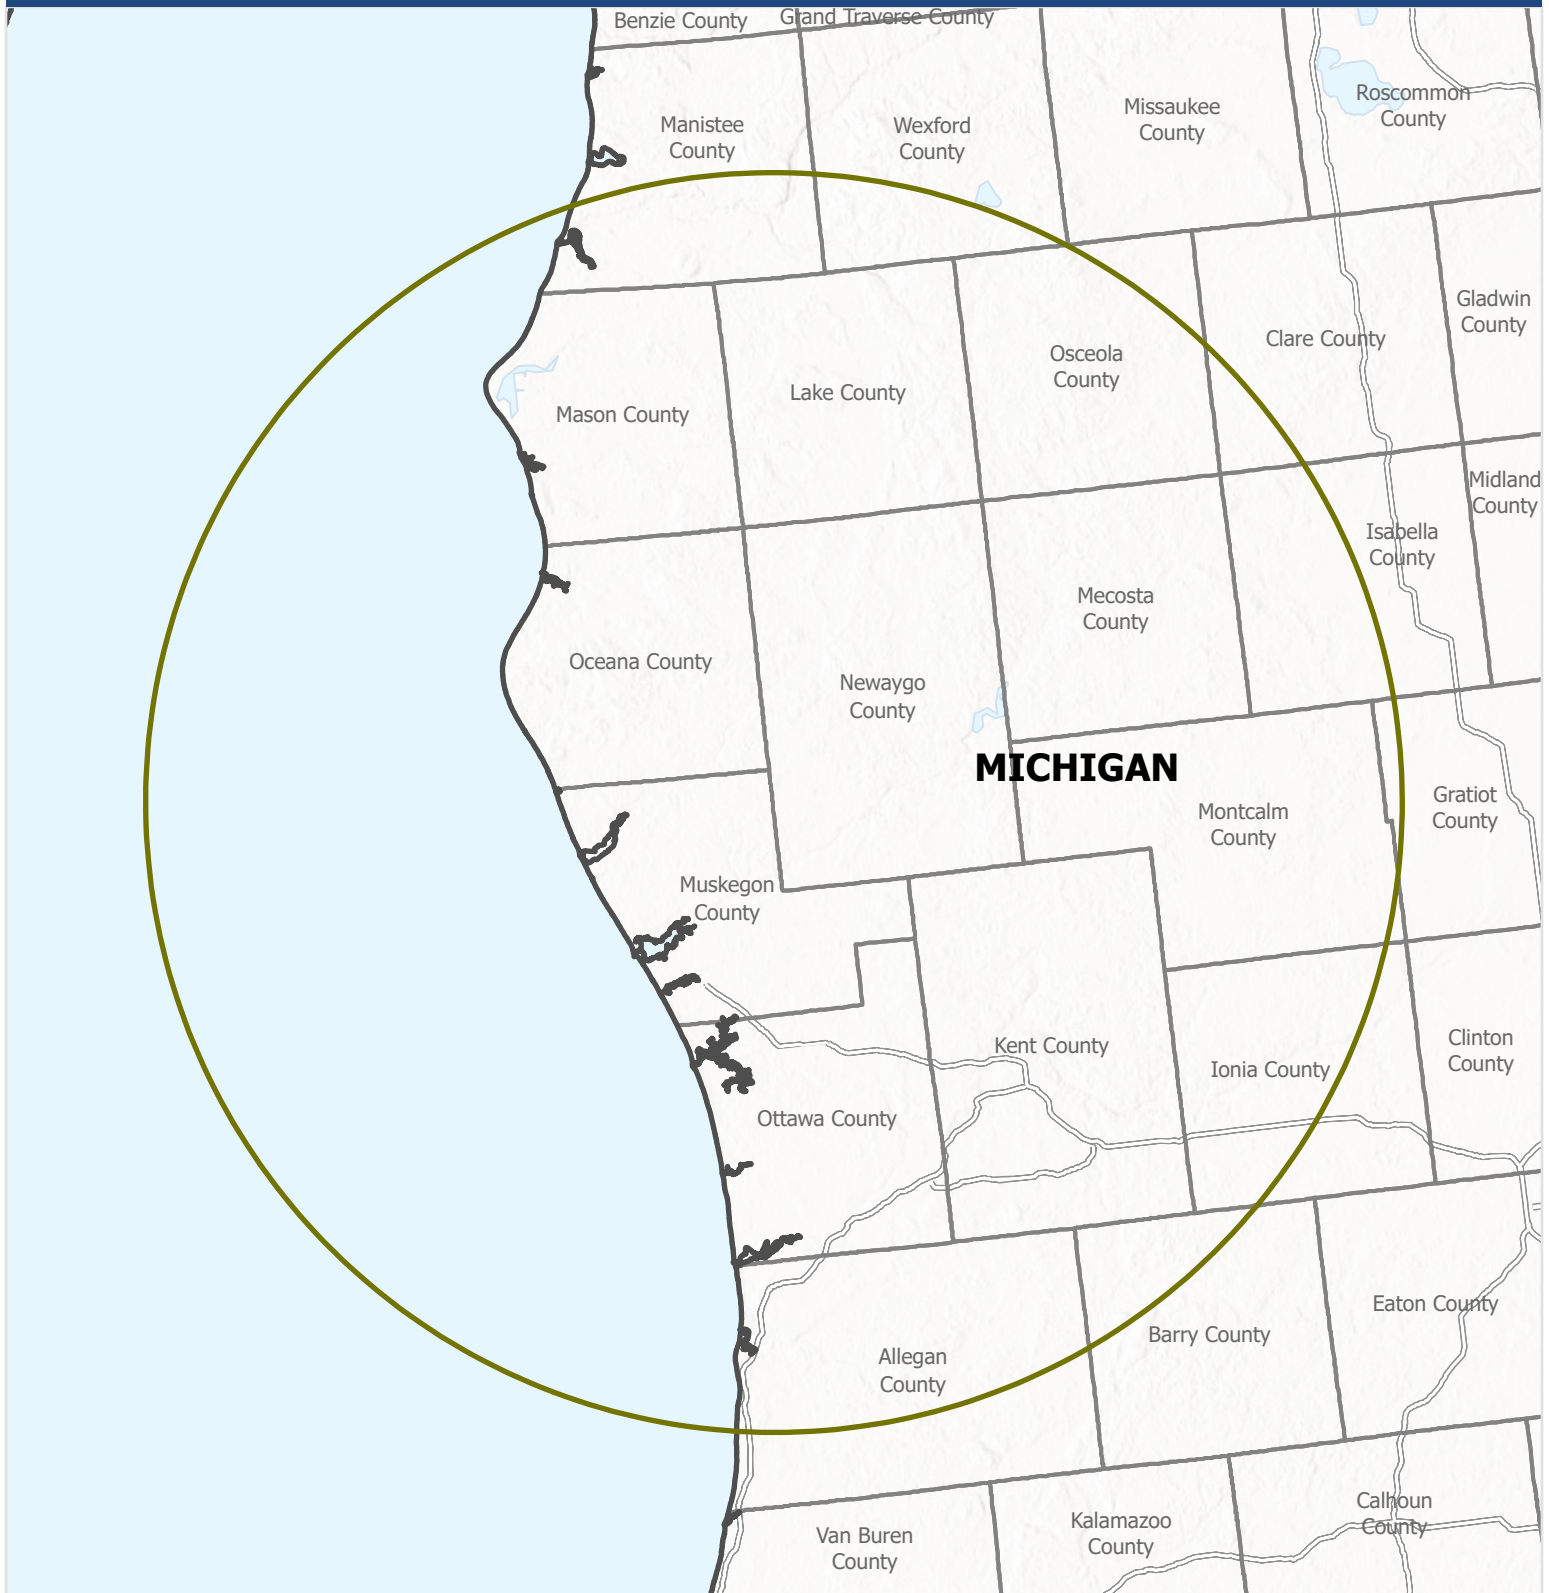 Benzie County
Grand Traverse County
Manistee
County
Wexford
County
Missaukee
County
Roscommon
County
Gladwin
County
Clare County
Osceola
County
Lake County
Mason County
Midland
County
Isabella
County
Mecosta
County
Oceana County
Newaygo
County
MICHIGAN
Montcalm
County
Gratiot
County
Muskegon
County
Kent County
Ionia County
Clinton
County
Ottawa County
Eaton County
Barry County
Allegan
County
Calhoun
County
Kalamazoo
County
Van Buren
County